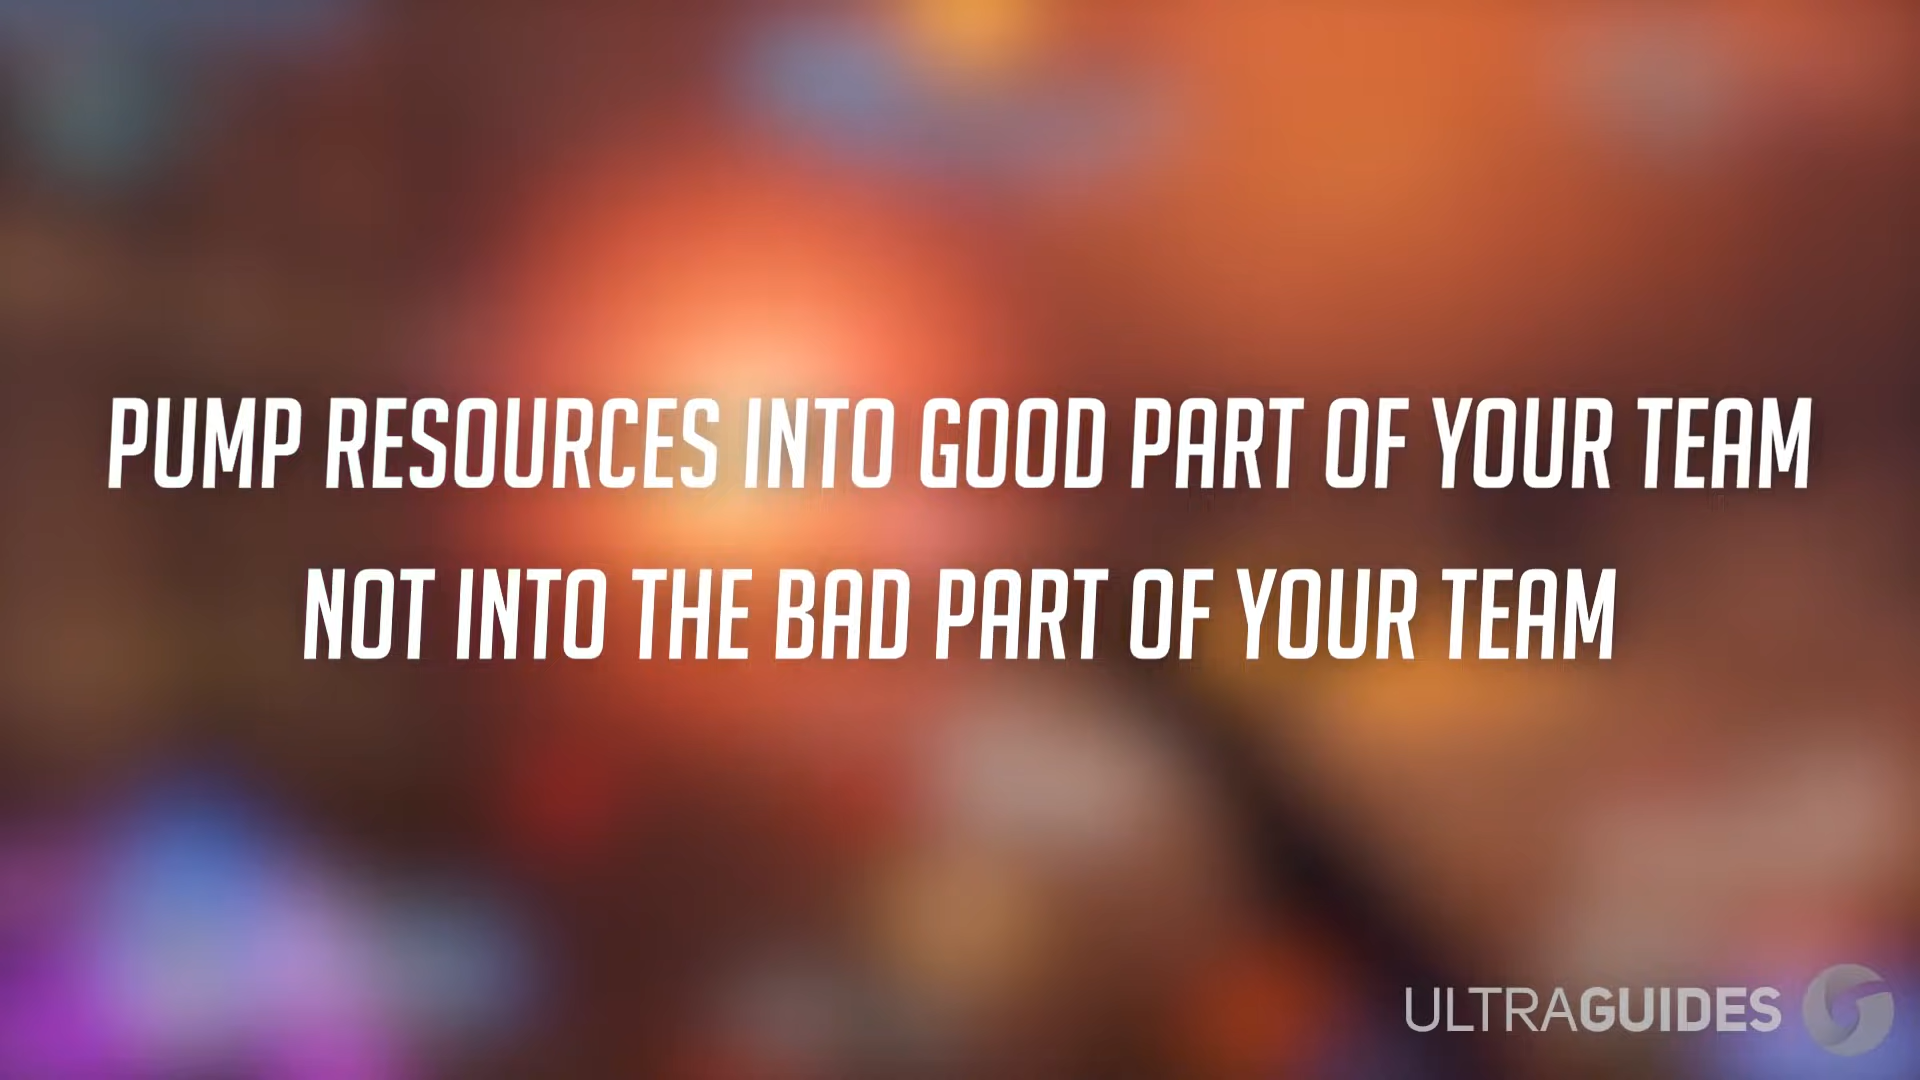 PUMP RESOURCES INTO GOOD PART OF YOUR TEAM
NOT INTO THE BAD PART OF YOUR TEAM
ULTRAGUIDES